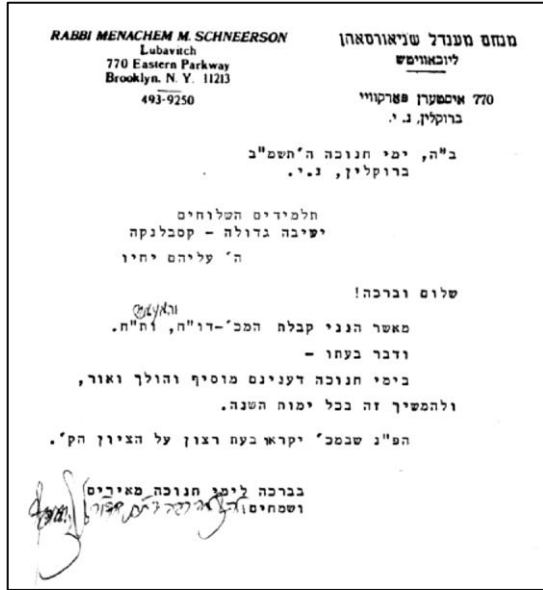 RABBI MENACHEM M. SCHNEERSON
Lubavitch
770 Eastern Parkway
Brooklyn. N. Y. 11213
493-9250
מנחם מענדל שניאורסאהן
ליובאוויטש
770 איסטערן פארקוויי
ברוקלין, נ. י.
ב"ה, ימי חנוכה ה'תשמ"ב
ברוקלין, נ.י.
תלמידים השלוחים
ישיבה גדולה - קסבלנקה
ה' עליהם יחיו
שלום וברכה!
מאשר הנני קבלת המכ'-דו"ח, ות"ח.
ודבר בעתו -
בימי חנוכה דענינם מוסיף והולך ואור,
ולהמשיך זה בכל ימות השנה.
הפ"נ שבמכ' יקראו בעת רצון על הציון הק'.
בברכה לימי חנוכה מאירים
ושמחים